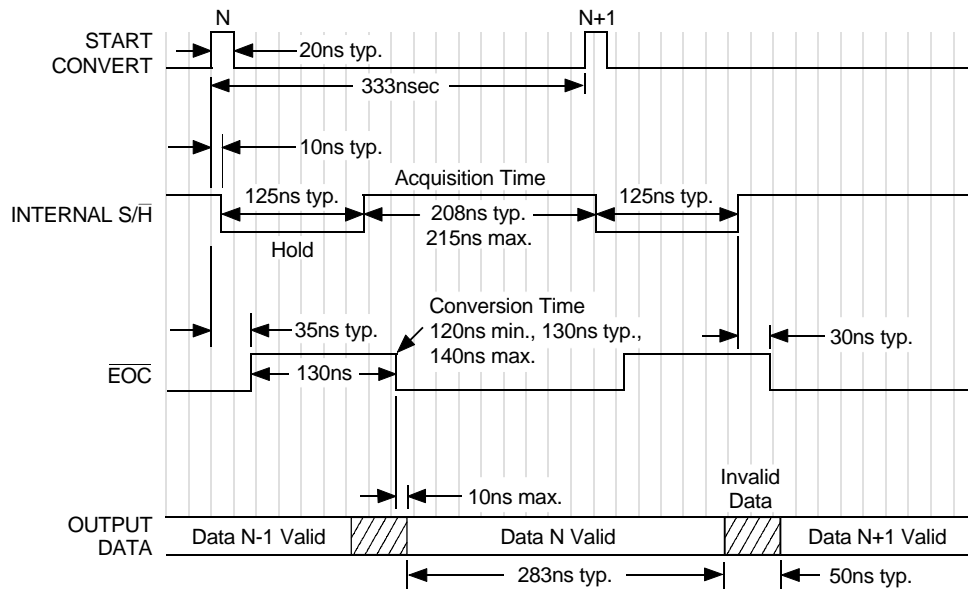 N
N+1
START
CONVERT
20ns typ.
333nsec
10ns typ.
Acquisition Time
INTERNAL S/H̅
125ns typ.
208ns typ.
215ns max.
125ns typ.
Hold
Conversion Time
120ns min., 130ns typ.,
140ns max.
35ns typ.
30ns typ.
E̅O̅C̅
130ns
10ns max.
Invalid
Data
OUTPUT
DATA
Data N-1 Valid
Data N Valid
Data N+1 Valid
283ns typ.
50ns typ.